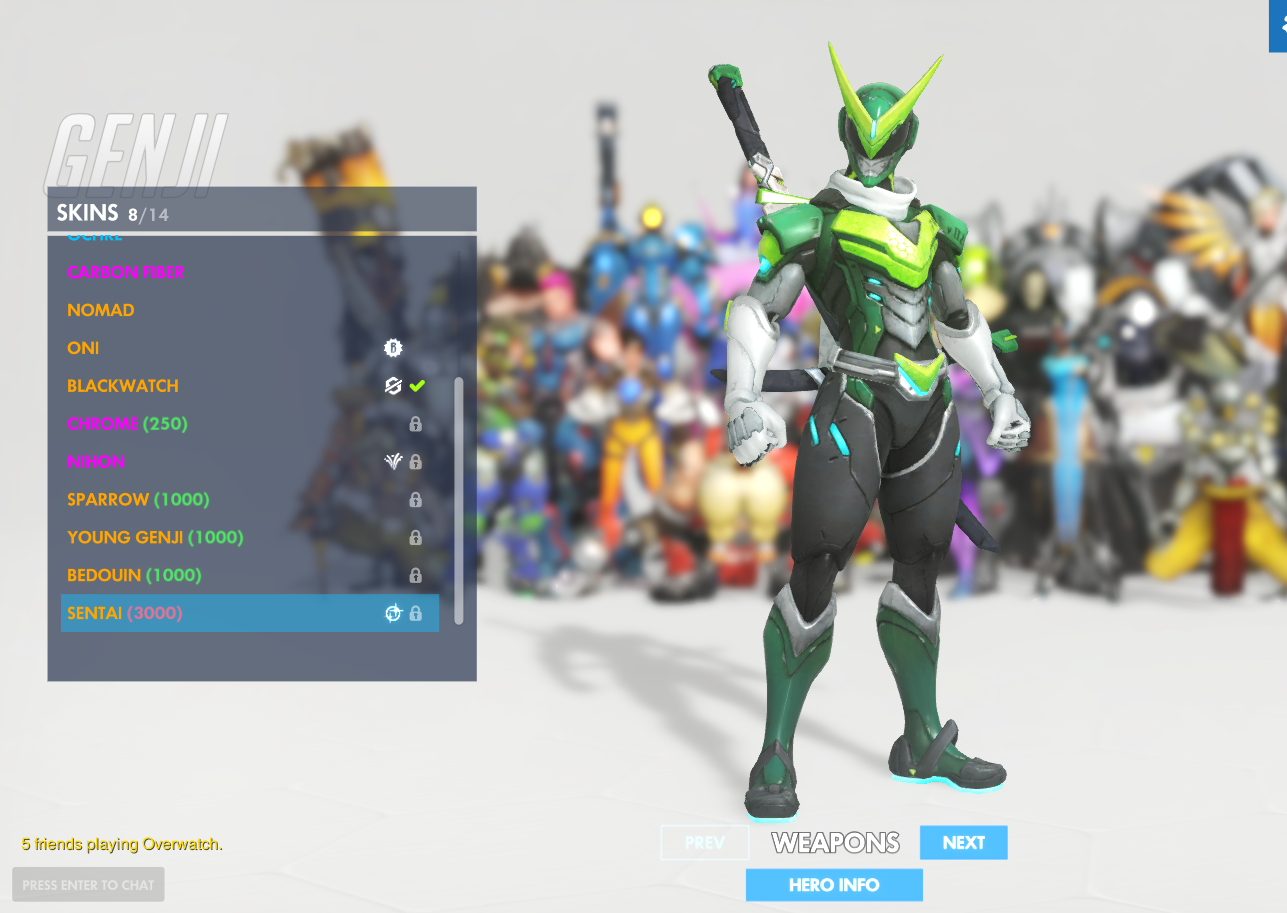 GENJI
SKINS 8/14
OCHRE
CARBON FIBER
NOMAD
ONI
BLACKWATCH
CHROME (250)
NIHON
SPARROW (1000)
YOUNG GENJI (1000)
BEDOUIN (1000)
SENTAI (3000)
5 friends playing Overwatch.
PREV
WEAPONS
NEXT
PRESS ENTER TO CHAT
HERO INFO